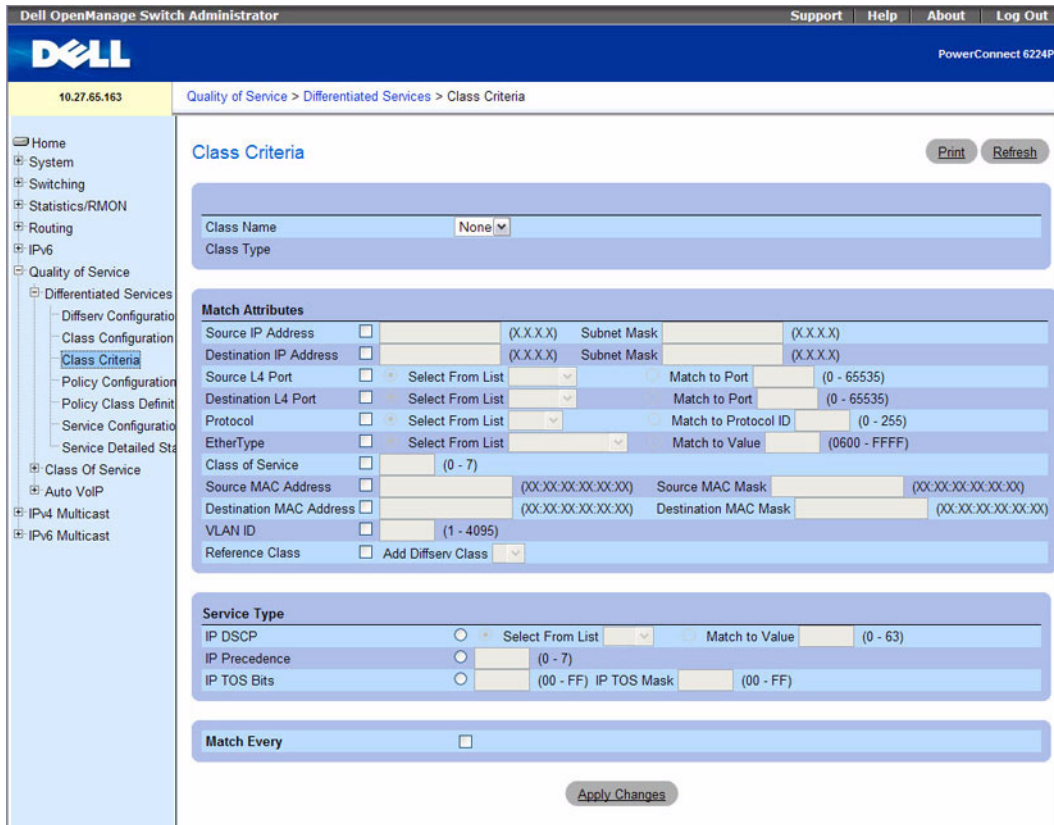 Dell OpenManage Switch Administrator Support Help About Log Out
DELL
PowerConnect 6224P
10.27.65.163
Quality of Service > Differentiated Services > Class Criteria
Home
System
Switching
Statistics/RMON
Routing
IPv6
Quality of Service
Differentiated Services
Diffserv Configuratio
Class Configuration
Class Criteria
Policy Configuration
Policy Class Definit
Service Configuratio
Service Detailed Sta
Class Of Service
Auto VoIP
IPv4 Multicast
IPv6 Multicast
Class Criteria
Print Refresh
Class Name None
Class Type
Match Attributes
Source IP Address (X.X.X.X) Subnet Mask (X.X.X.X)
Destination IP Address (X.X.X.X) Subnet Mask (X.X.X.X)
Source L4 Port Select From List Match to Port (0 - 65535)
Destination L4 Port Select From List Match to Port (0 - 65535)
Protocol Select From List Match to Protocol ID (0 - 255)
EtherType Select From List Match to Value (0600 - FFFF)
Class of Service (0 - 7)
Source MAC Address (XX:XX:XX:XX:XX:XX) Source MAC Mask (XX:XX:XX:XX:XX:XX)
Destination MAC Address (XX:XX:XX:XX:XX:XX) Destination MAC Mask (XX:XX:XX:XX:XX:XX)
VLAN ID (1 - 4095)
Reference Class Add Diffserv Class
Service Type
IP DSCP Select From List Match to Value (0 - 63)
IP Precedence (0 - 7)
IP TOS Bits (00 - FF) IP TOS Mask (00 - FF)
Match Every
Apply Changes